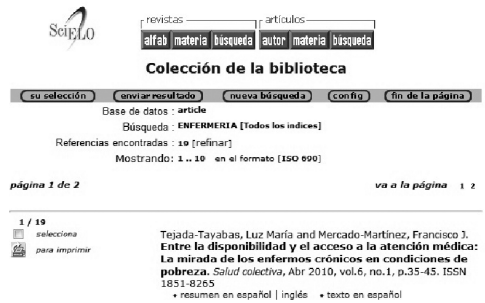 SciELO
revistas
artículos
alfab materia búsqueda
autor materia búsqueda
Colección de la biblioteca
su selección enviar resultado nueva búsqueda config fin de la página
Base de datos : article
Búsqueda : ENFERMERIA [Todos los indices]
Referencias encontradas : 19 [refinar]
Mostrando: 1 .. 10 en el formato [ISO 690]
página 1 de 2 va a la página 1 2
1 / 19
selecciona
para imprimir
Tejada-Tayabas, Luz María and Mercado-Martínez, Francisco J.
Entre la disponibilidad y el acceso a la atención médica:
La mirada de los enfermos crónicos en condiciones de
pobreza. Salud colectiva, Abr 2010, vol.6, no.1, p.35-45. ISSN
1851-8265
• resumen en español | inglés • texto en español